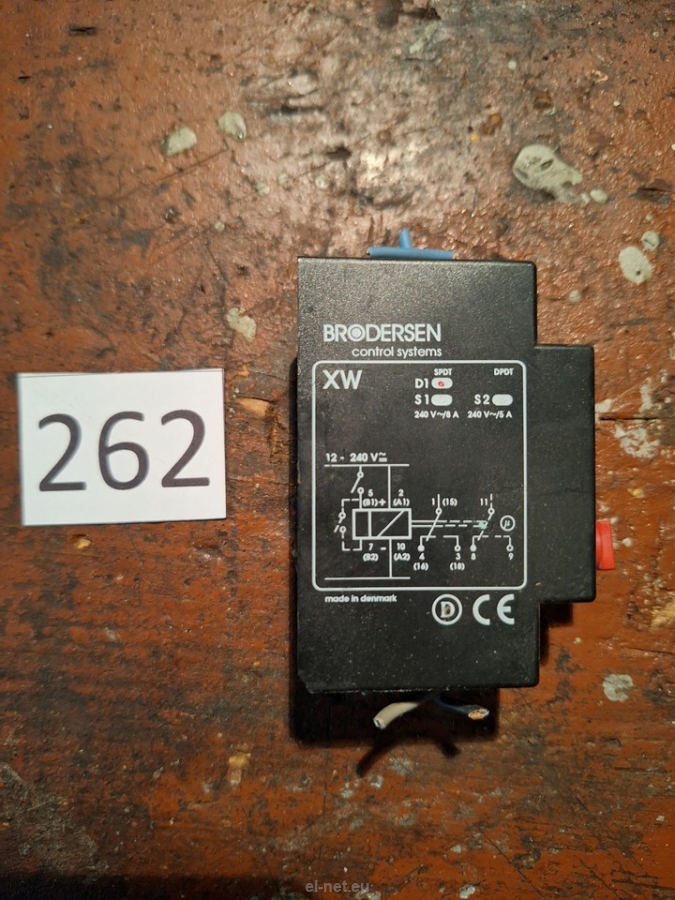 BRODERSEN
control systems
XW
SPDT DPDT
D1
S1 S2
240 V~/8 A 240 V~/5 A
12 - 240 V
5 2 1 (15) 11
(B1)+ (A1)
µ
7 - 10 4 3 8 9
(B2) (A2) (16) (18)
made in denmark
D CE
262
el-net.eu